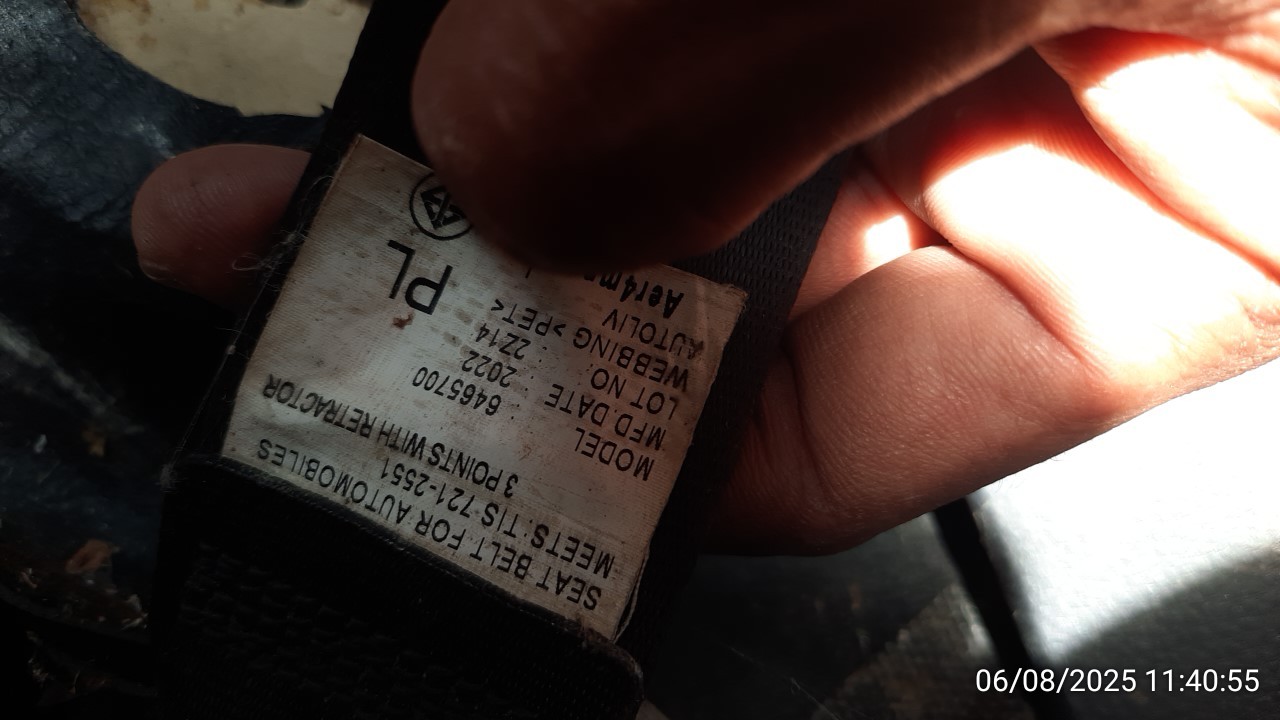 SEAT BELT FOR AUTOMOBILES
MEETS : TIS 721-2551
3 POINTS WITH RETRACTOR
MODEL : 6465700
MFD DATE : 2022
LOT NO : 2Z14
WEBBING >PET<
AUTOLIV
Aer4m
PL
06/08/2025 11:40:55